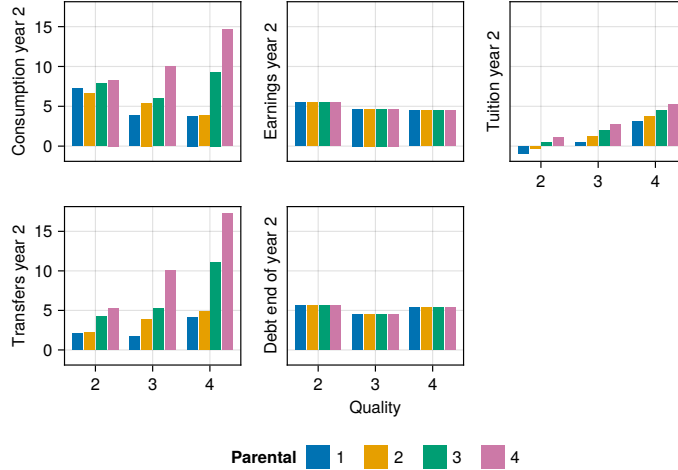 Consumption year 2
15
10
5
0
Earnings year 2
Tuition year 2
2 3 4
Transfers year 2
15
10
5
0
2 3 4
Debt end of year 2
2 3 4
Quality
Parental 1 2 3 4